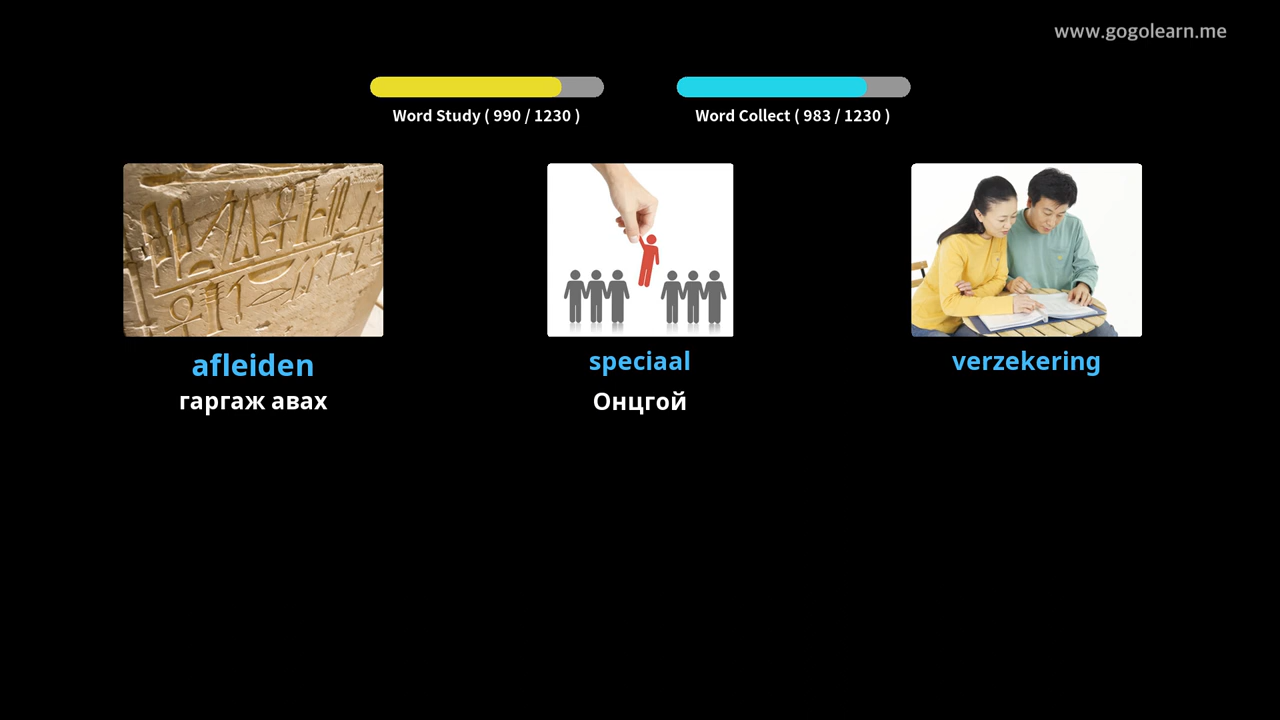 www.gogolearn.me
Word Study ( 990 / 1230 )
Word Collect ( 983 / 1230 )
afleiden
гаргаж авах
speciaal
Онцгой
verzekering